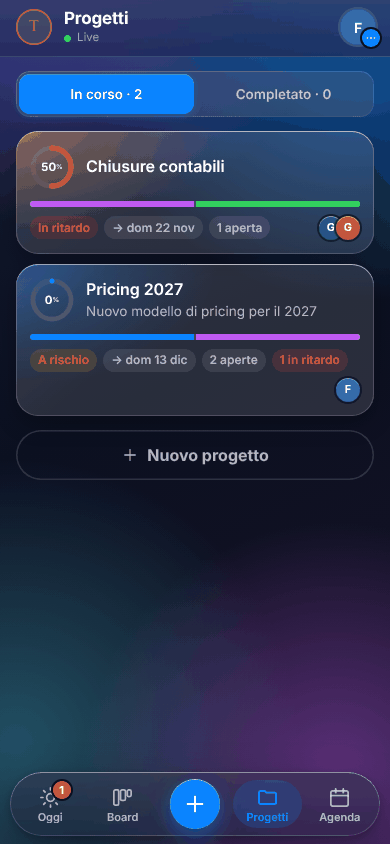 T
Progetti
Live
F
In corso · 2
Completato · 0
50%
Chiusure contabili
In ritardo
→ dom 22 nov
1 aperta
G
G
0%
Pricing 2027
Nuovo modello di pricing per il 2027
A rischio
→ dom 13 dic
2 aperte
1 in ritardo
F
+ Nuovo progetto
1
Oggi
Board
+
Progetti
Agenda